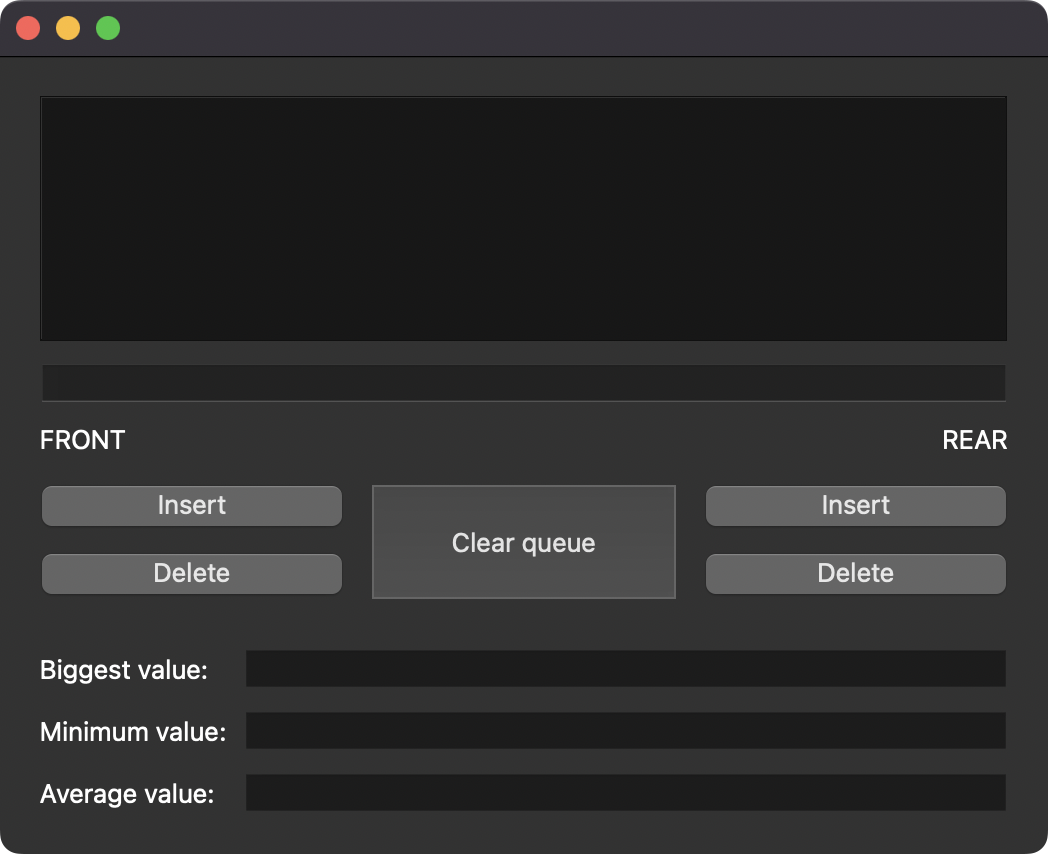 FRONT REAR
Insert Insert
Clear queue
Delete Delete
Biggest value:
Minimum value:
Average value: